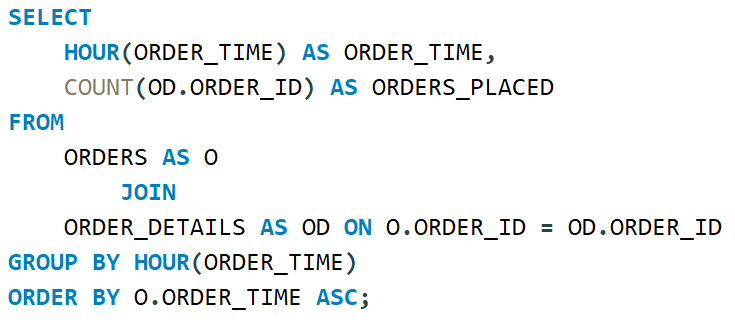 SELECT
HOUR(ORDER_TIME) AS ORDER_TIME,
COUNT(OD.ORDER_ID) AS ORDERS_PLACED
FROM
ORDERS AS O
JOIN
ORDER_DETAILS AS OD ON O.ORDER_ID = OD.ORDER_ID
GROUP BY HOUR(ORDER_TIME)
ORDER BY O.ORDER_TIME ASC;